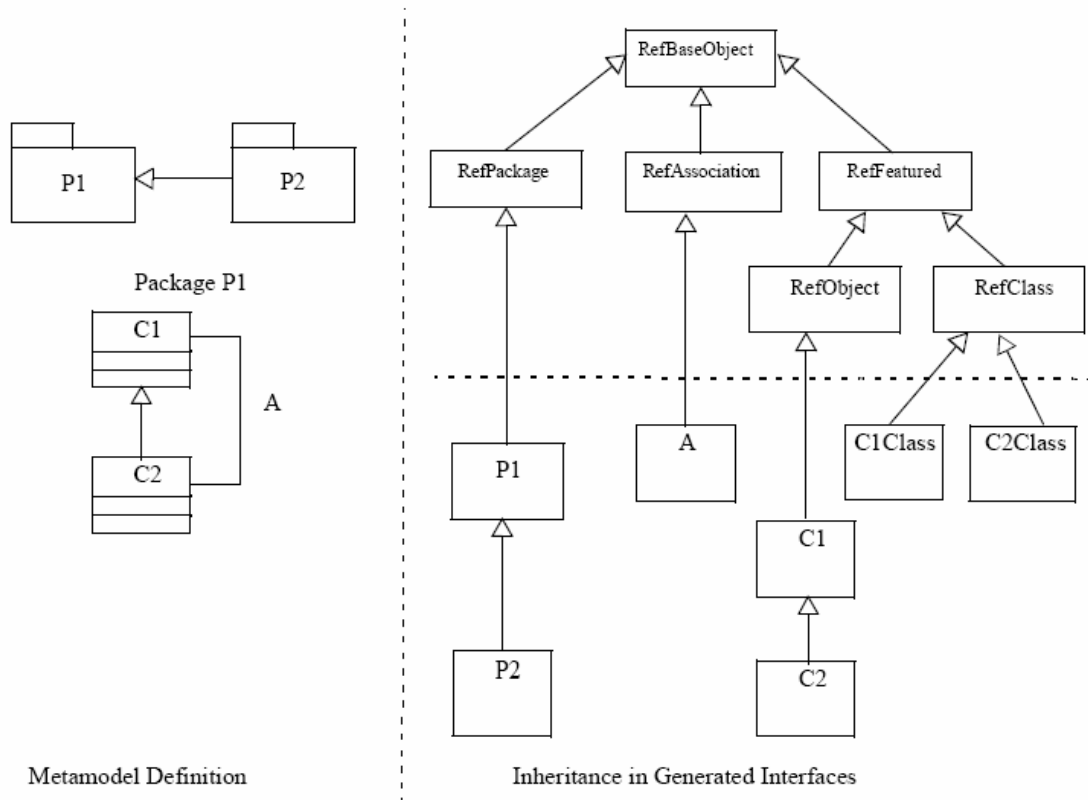 P1
P2
Package P1
C1
A
C2
Metamodel Definition
RefBaseObject
RefPackage
RefAssociation
RefFeatured
RefObject
RefClass
P1
A
C1Class
C2Class
C1
P2
C2
Inheritance in Generated Interfaces